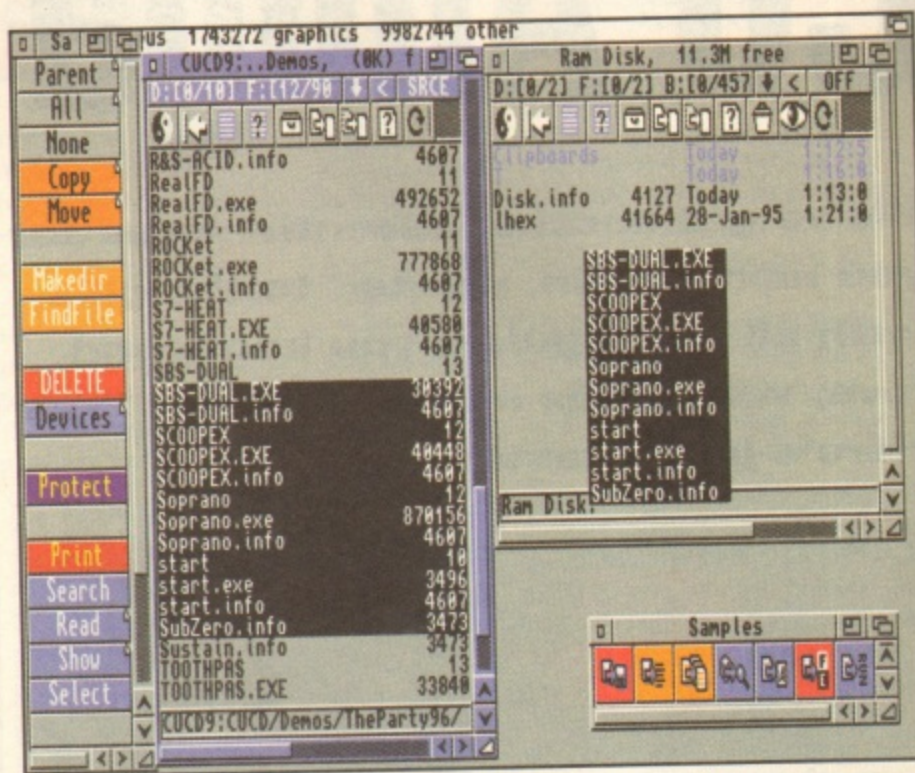 us 1743272 graphics 9982744 other
Sa
Parent
All
None
Copy
Move
Makedir
FindFile
DELETE
Devices
Protect
Print
Search
Read
Show
Select
CUCD9:..Demos, (0K) f
D:[0/10] F:[12/90 < SRCE
R&S-ACID.info 4607
RealFD 11
RealFD.exe 492652
RealFD.info 4607
ROCKet 11
ROCKet.exe 777868
ROCKet.info 4607
S7-HEAT 12
S7-HEAT.EXE 40580
S7-HEAT.info 4607
SBS-DUAL 13
SBS-DUAL.EXE 30392
SBS-DUAL.info 4607
SCOOPEX 12
SCOOPEX.EXE 40448
SCOOPEX.info 4607
Soprano 12
Soprano.exe 870156
Soprano.info 4607
start 10
start.exe 3496
start.info 4607
SubZero.info 3473
Sustain.info 3473
TOOTHPAS 13
TOOTHPAS.EXE 33840
CUCD9:CUCD/Demos/TheParty96/
Ram Disk, 11.3M free
D:[0/2] F:[0/2] B:[0/457 < OFF
Clipboards Today 1:12:5
T Today 1:16:0
Disk.info 4127 Today 1:13:0
lhex 41664 28-Jan-95 1:21:0
SBS-DUAL.EXE
SBS-DUAL.info
SCOOPEX
SCOOPEX.EXE
SCOOPEX.info
Soprano
Soprano.exe
Soprano.info
start
start.exe
start.info
SubZero.info
Ram Disk:
Samples
RUN